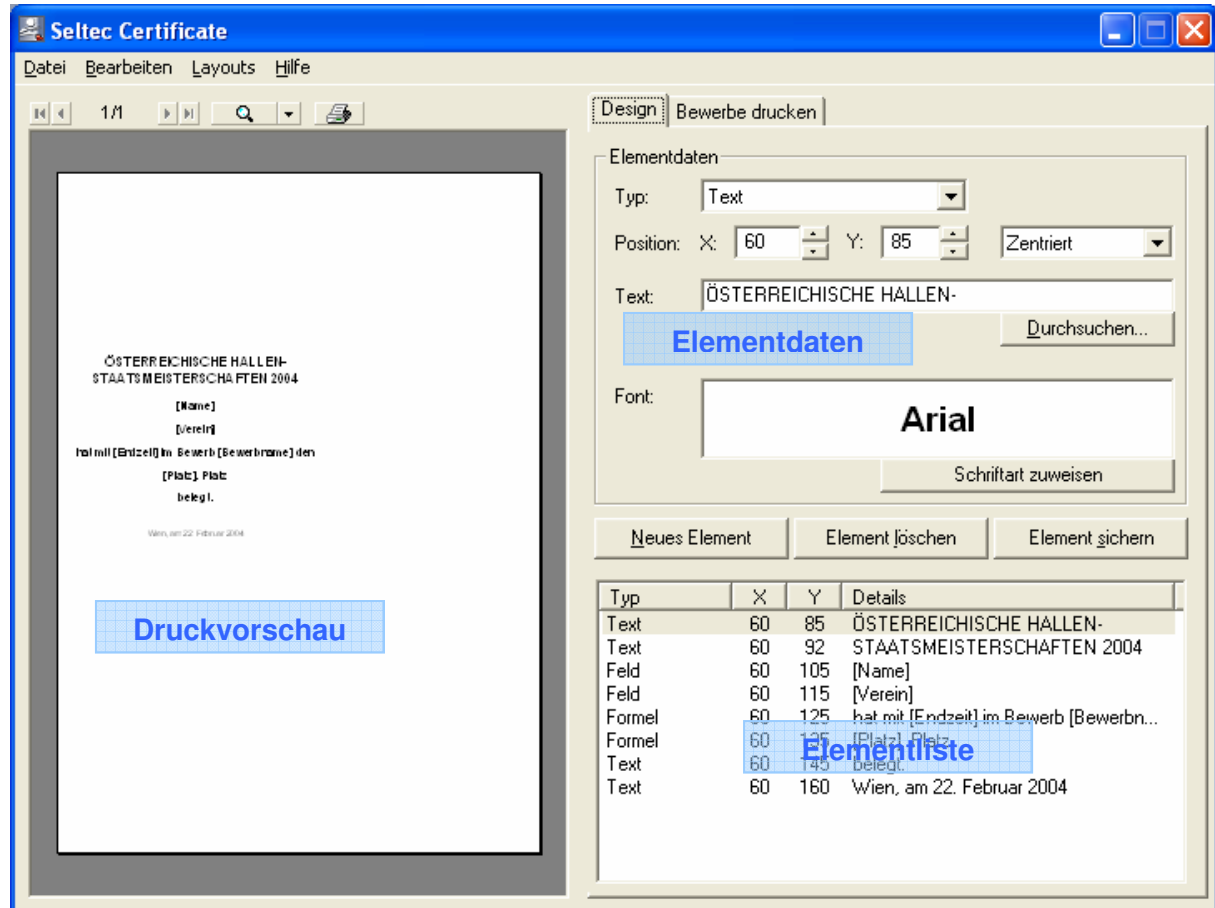 Seltec Certificate
Datei Bearbeiten Layouts Hilfe
1/1
ÖSTERREICHISCHE HALLEN-
STAATSMEISTERSCHAFTEN 2004
[Name]
[Verein]
hat mit [Endzeit] im Bewerb [Bewerbname] den
[Platz]. Platz
belegt.
Wien, am 22. Februar 2004
Druckvorschau
Design Bewerbe drucken
Elementdaten
Typ: Text
Position: X: 60 Y: 85 Zentriert
Text: ÖSTERREICHISCHE HALLEN-
Elementdaten
Durchsuchen...
Font: Arial
Schriftart zuweisen
Neues Element Element löschen Element sichern
Typ X Y Details
Text 60 85 ÖSTERREICHISCHE HALLEN-
Text 60 92 STAATSMEISTERSCHAFTEN 2004
Feld 60 105 [Name]
Feld 60 115 [Verein]
Formel 60 125 hat mit [Endzeit] im Bewerb [Bewerbn...
Formel 60 135 [Platz]. Platz
Elementliste
Text 60 145 belegt.
Text 60 160 Wien, am 22. Februar 2004